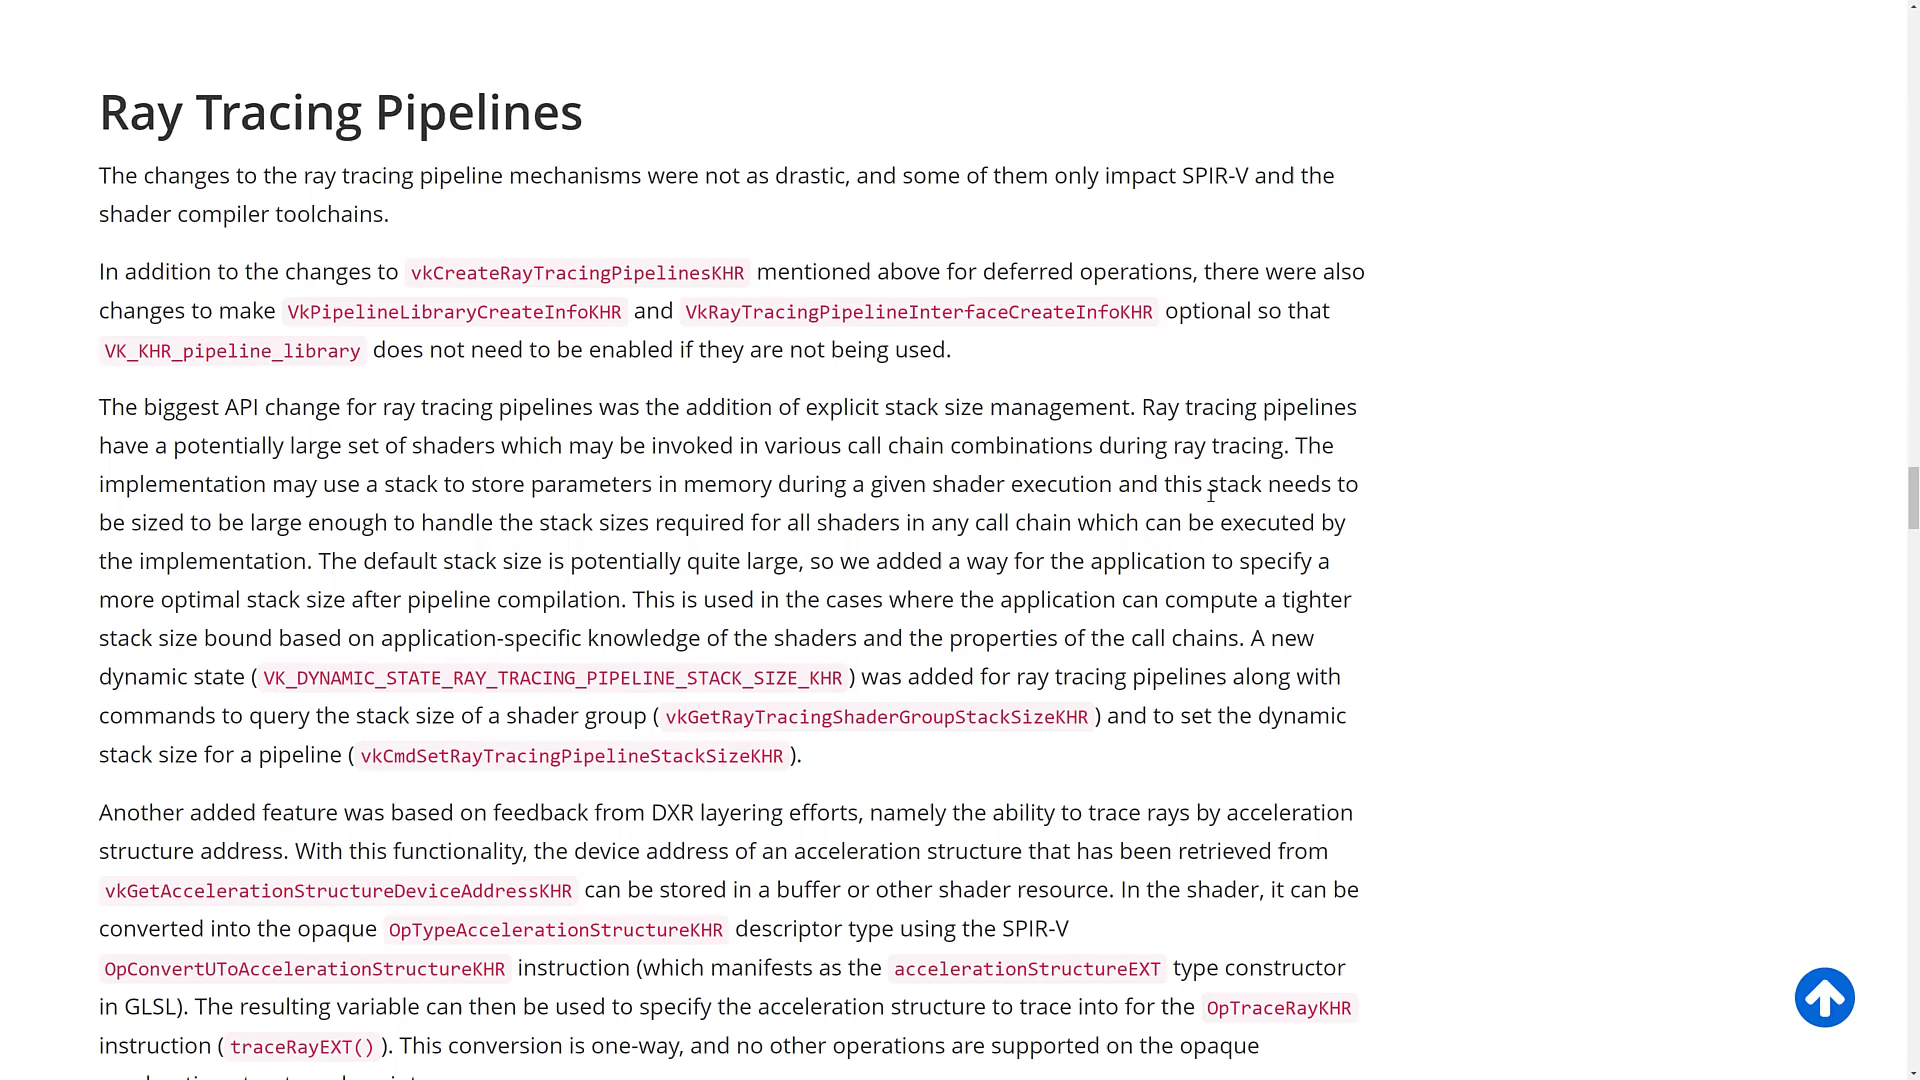 Ray Tracing Pipelines
The changes to the ray tracing pipeline mechanisms were not as drastic, and some of them only impact SPIR-V and the
shader compiler toolchains.
In addition to the changes to vkCreateRayTracingPipelinesKHR mentioned above for deferred operations, there were also
changes to make VkPipelineLibraryCreateInfoKHR and VkRayTracingPipelineInterfaceCreateInfoKHR optional so that
VK_KHR_pipeline_library does not need to be enabled if they are not being used.
The biggest API change for ray tracing pipelines was the addition of explicit stack size management. Ray tracing pipelines
have a potentially large set of shaders which may be invoked in various call chain combinations during ray tracing. The
implementation may use a stack to store parameters in memory during a given shader execution and this stack needs to
be sized to be large enough to handle the stack sizes required for all shaders in any call chain which can be executed by
the implementation. The default stack size is potentially quite large, so we added a way for the application to specify a
more optimal stack size after pipeline compilation. This is used in the cases where the application can compute a tighter
stack size bound based on application-specific knowledge of the shaders and the properties of the call chains. A new
dynamic state (VK_DYNAMIC_STATE_RAY_TRACING_PIPELINE_STACK_SIZE_KHR) was added for ray tracing pipelines along with
commands to query the stack size of a shader group (vkGetRayTracingShaderGroupStackSizeKHR) and to set the dynamic
stack size for a pipeline (vkCmdSetRayTracingPipelineStackSizeKHR).
Another added feature was based on feedback from DXR layering efforts, namely the ability to trace rays by acceleration
structure address. With this functionality, the device address of an acceleration structure that has been retrieved from
vkGetAccelerationStructureDeviceAddressKHR can be stored in a buffer or other shader resource. In the shader, it can be
converted into the opaque OpTypeAccelerationStructureKHR descriptor type using the SPIR-V
OpConvertUToAccelerationStructureKHR instruction (which manifests as the accelerationStructureEXT type constructor
in GLSL). The resulting variable can then be used to specify the acceleration structure to trace into for the OpTraceRayKHR
instruction (traceRayEXT()). This conversion is one-way, and no other operations are supported on the opaque